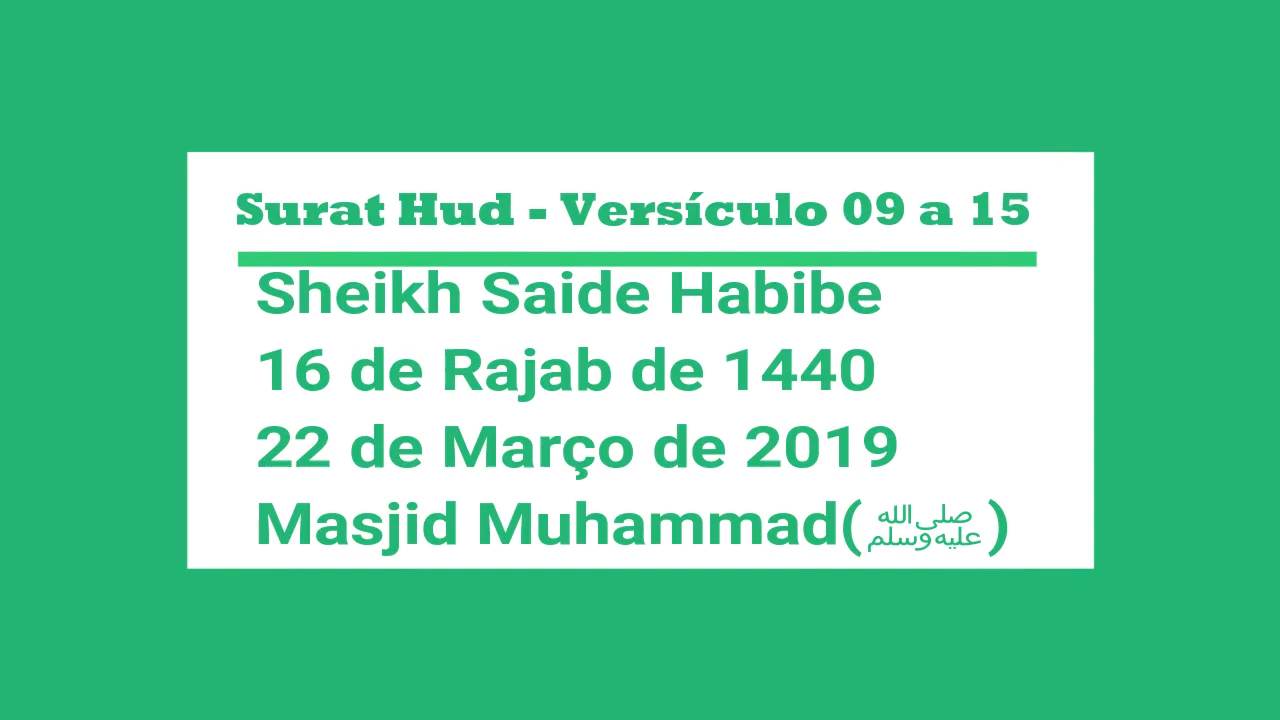 Surat Hud - Versículo 09 a 15
Sheikh Saide Habibe
16 de Rajab de 1440
22 de Março de 2019
Masjid Muhammad(صلى الله عليه وسلم)